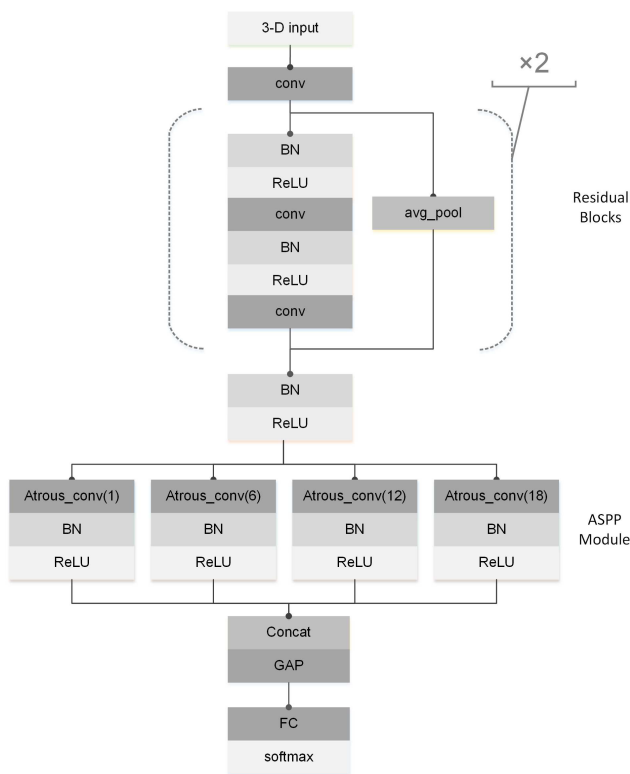 3-D input
×2
conv
BN
ReLU
conv
BN
ReLU
conv
avg_pool
Residual
Blocks
BN
ReLU
Atrous_conv(1)
BN
ReLU
Atrous_conv(6)
BN
ReLU
Atrous_conv(12)
BN
ReLU
Atrous_conv(18)
BN
ReLU
ASPP
Module
Concat
GAP
FC
softmax